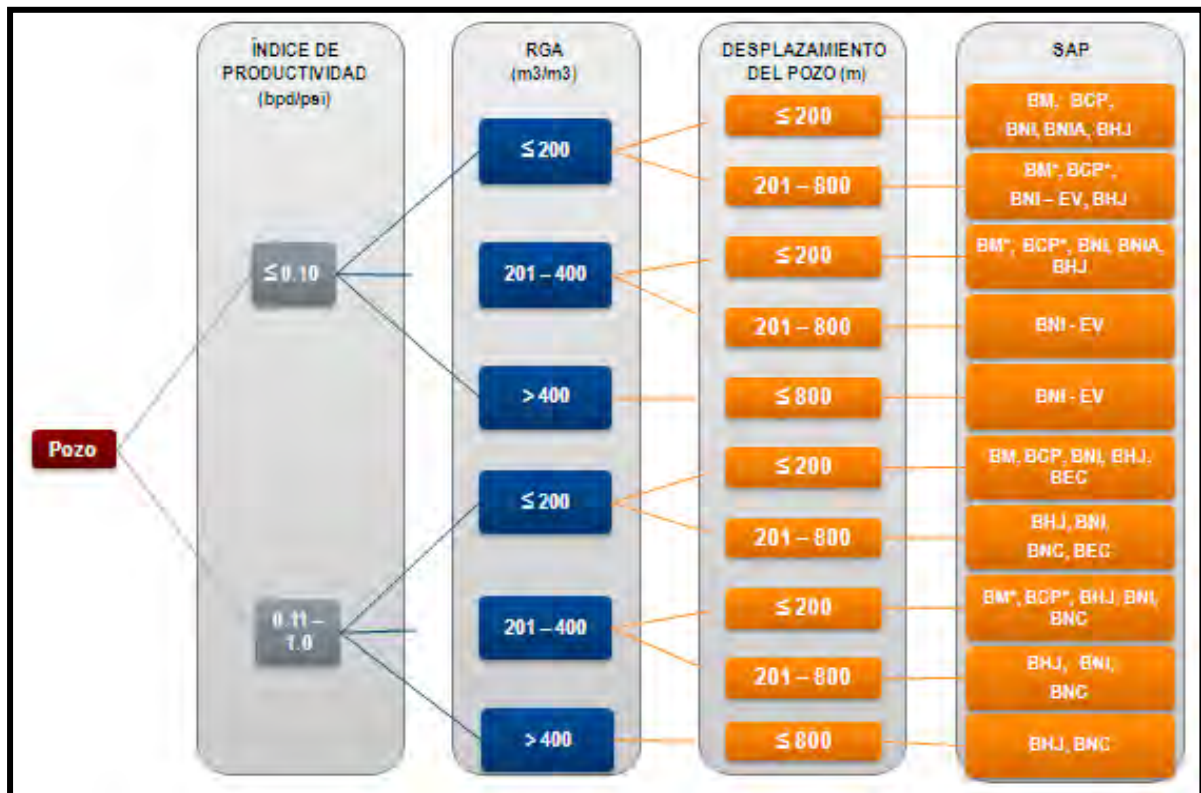 ÍNDICE DE
PRODUCTIVIDAD
(bpd/psi)
RGA
(m3/m3)
DESPLAZAMIENTO
DEL POZO (m)
SAP
Pozo
≤ 0.10
0.11 –
1.0
≤ 200
201 – 400
> 400
≤ 200
201 – 400
> 400
≤ 200
201 – 800
≤ 200
201 – 800
≤ 800
≤ 200
201 – 800
≤ 200
201 – 800
≤ 800
BM, BCP,
BNI, BNIA, BHJ
BM*, BCP*,
BNI – EV, BHJ
BM*, BCP*, BNI, BNIA,
BHJ
BNI - EV
BNI - EV
BM, BCP, BNI, BHJ,
BEC
BHJ, BNI,
BNC, BEC
BM*, BCP*, BHJ, BNI,
BNC
BHJ, BNI,
BNC
BHJ, BNC